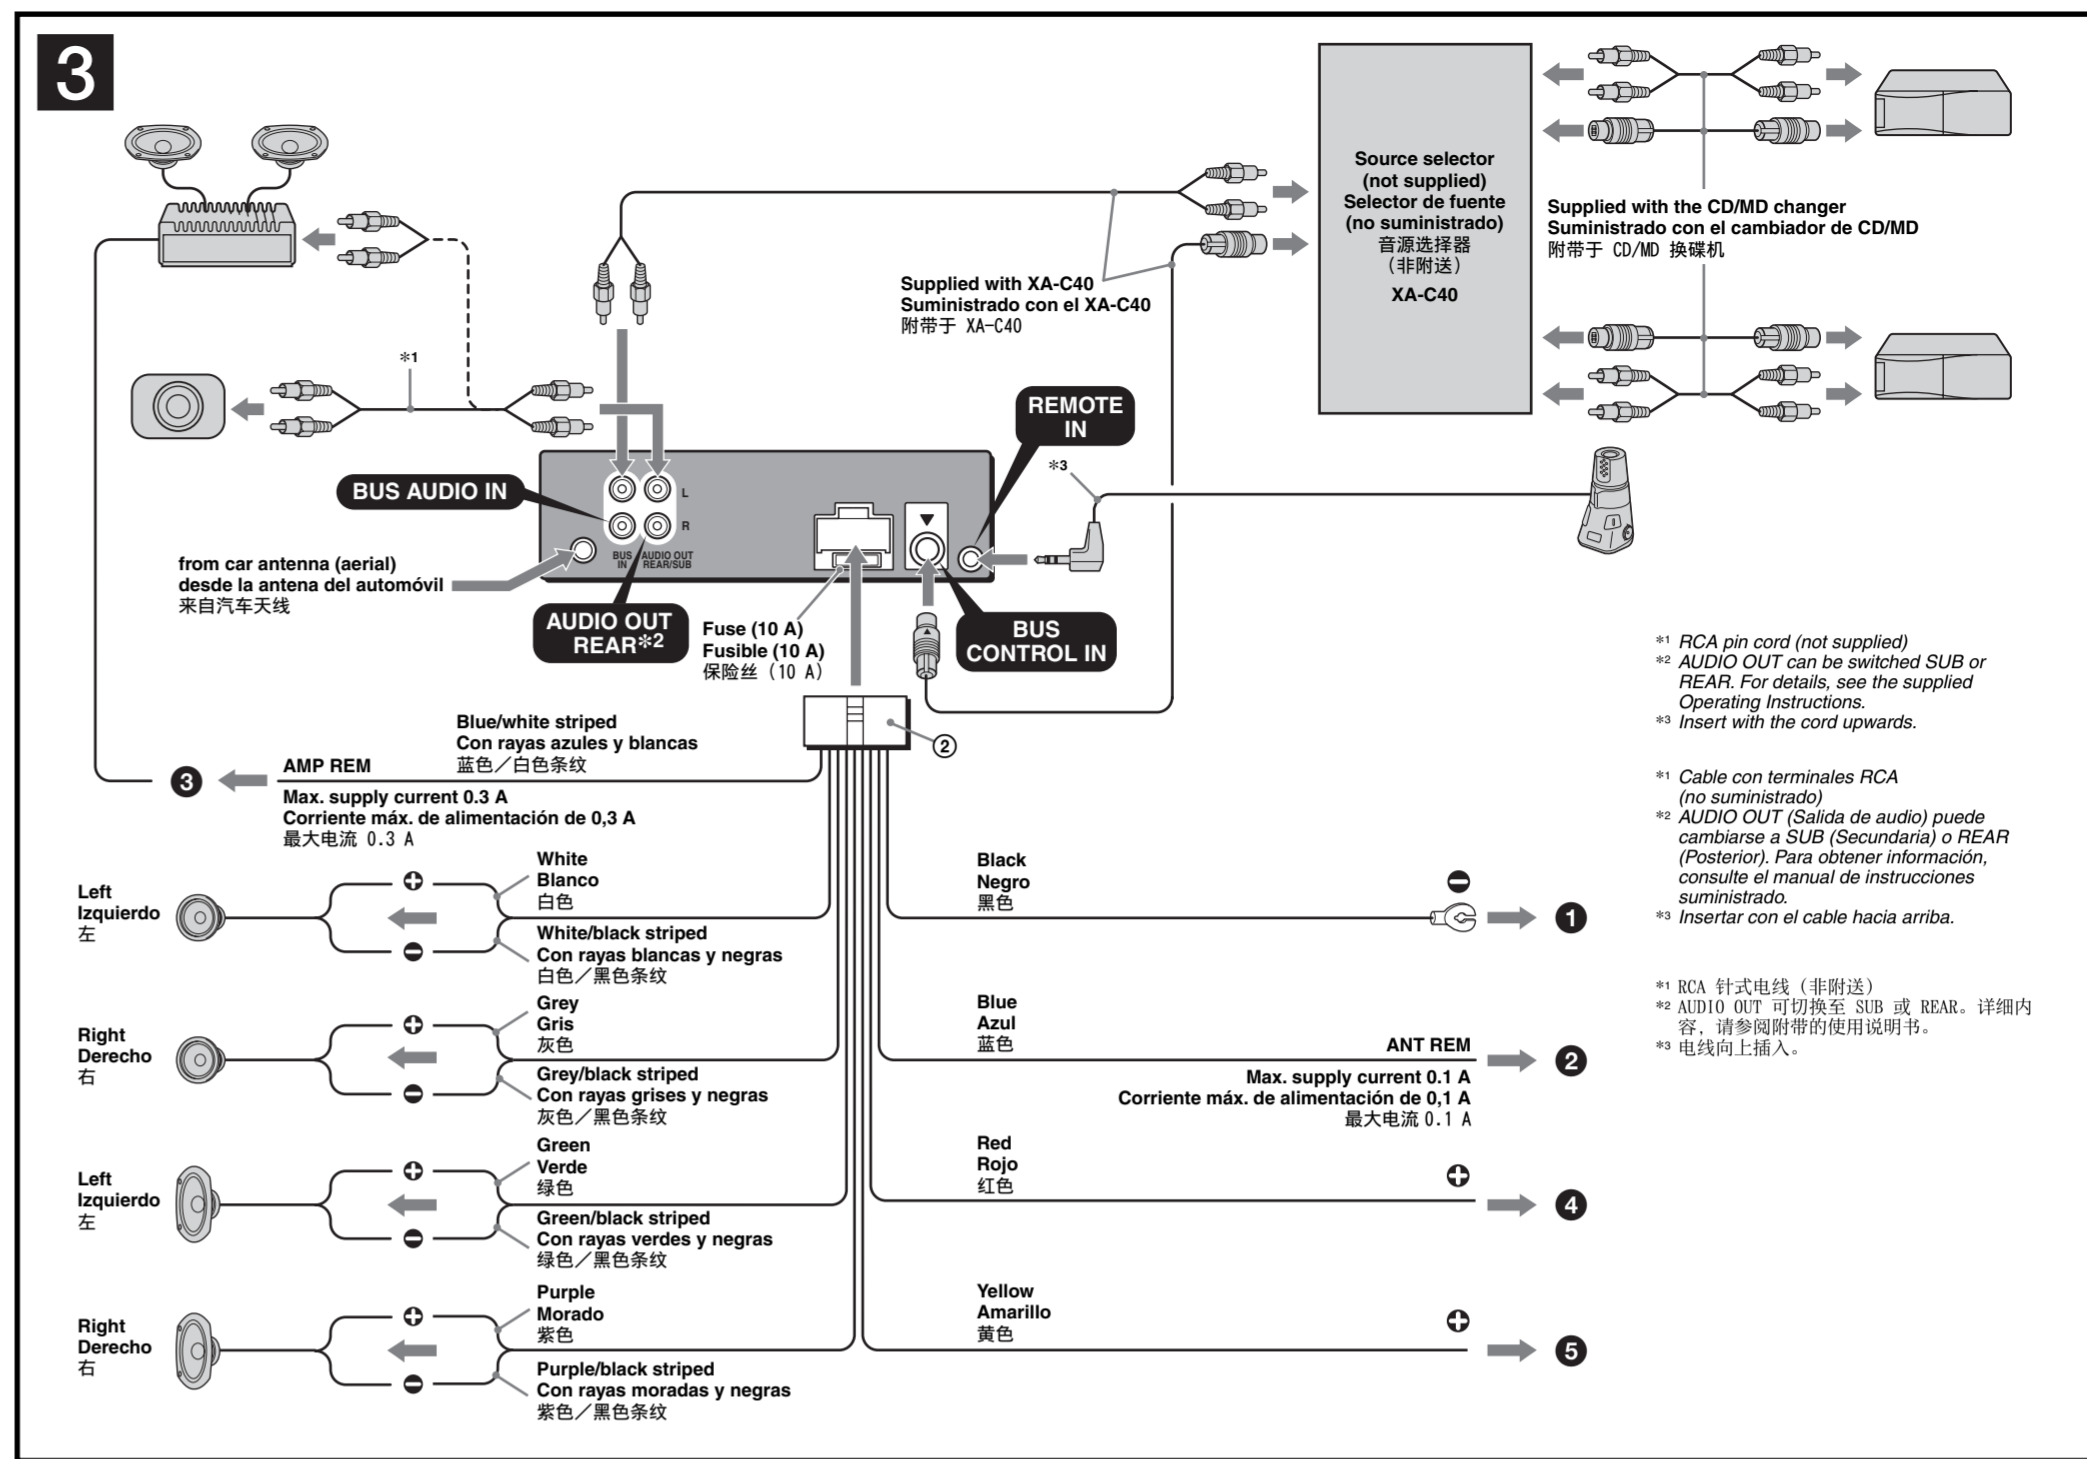 3
Source selector
(not supplied)
Selector de fuente
(no suministrado)
音源选择器
（非附送）
XA-C40
Supplied with the CD/MD changer
Suministrado con el cambiador de CD/MD
附带于 CD/MD 换碟机
Supplied with XA-C40
Suministrado con el XA-C40
附带于 XA-C40
*1
REMOTE
IN
*3
BUS AUDIO IN
L
R
BUS
IN
AUDIO OUT
REAR/SUB
from car antenna (aerial)
desde la antena del automóvil
来自汽车天线
AUDIO OUT
REAR*2
Fuse (10 A)
Fusible (10 A)
保险丝（10 A）
BUS
CONTROL IN
②
Blue/white striped
Con rayas azules y blancas
蓝色／白色条纹
❸
AMP REM
Max. supply current 0.3 A
Corriente máx. de alimentación de 0,3 A
最大电流 0.3 A
Left
Izquierdo
左
+
−
White
Blanco
白色
White/black striped
Con rayas blancas y negras
白色／黑色条纹
Right
Derecho
右
+
−
Grey
Gris
灰色
Grey/black striped
Con rayas grises y negras
灰色／黑色条纹
Left
Izquierdo
左
+
−
Green
Verde
绿色
Green/black striped
Con rayas verdes y negras
绿色／黑色条纹
Right
Derecho
右
+
−
Purple
Morado
紫色
Purple/black striped
Con rayas moradas y negras
紫色／黑色条纹
Black
Negro
黑色
−
❶
Blue
Azul
蓝色
ANT REM
❷
Max. supply current 0.1 A
Corriente máx. de alimentación de 0,1 A
最大电流 0.1 A
Red
Rojo
红色
+
❹
Yellow
Amarillo
黄色
+
❺
*1 RCA pin cord (not supplied)
*2 AUDIO OUT can be switched SUB or
REAR. For details, see the supplied
Operating Instructions.
*3 Insert with the cord upwards.
*1 Cable con terminales RCA
(no suministrado)
*2 AUDIO OUT (Salida de audio) puede
cambiarse a SUB (Secundaria) o REAR
(Posterior). Para obtener información,
consulte el manual de instrucciones
suministrado.
*3 Insertar con el cable hacia arriba.
*1 RCA 针式电线（非附送）
*2 AUDIO OUT 可切换至 SUB 或 REAR。详细内
容，请参阅附带的使用说明书。
*3 电线向上插入。